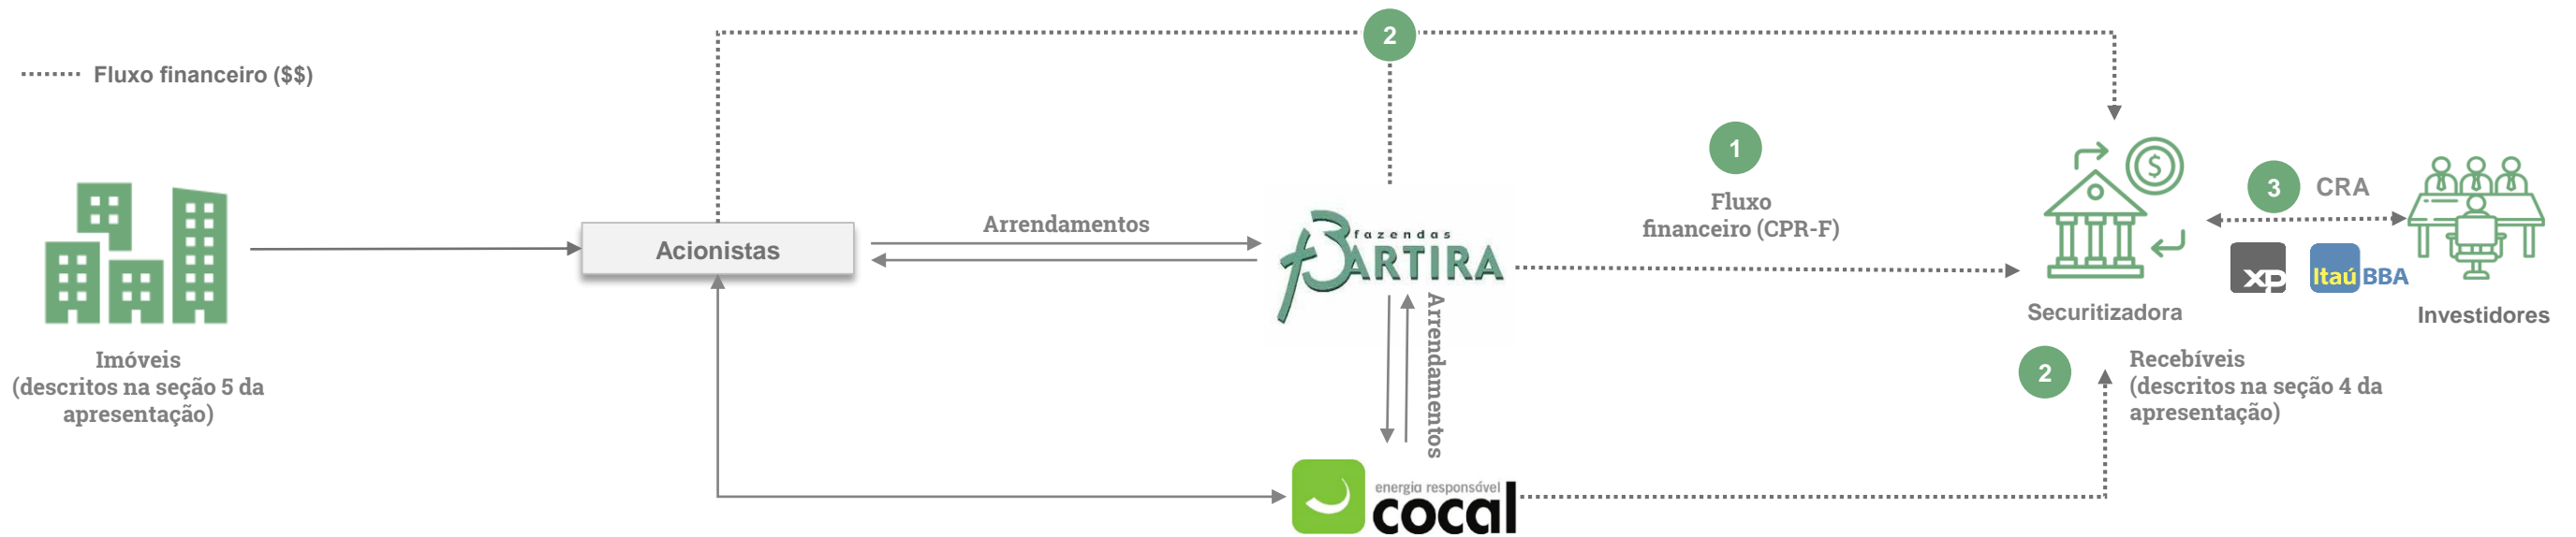 2
Fluxo financeiro ($$)
1
Fluxo
financeiro (CPR-F)
3 CRA
Arrendamentos
Acionistas
fazendas
BARTIRA
$
XP
Itaú BBA
Securitizadora
Investidores
Arrendamentos
Imóveis
(descritos na seção 5 da
apresentação)
2
Recebíveis
(descritos na seção 4 da
apresentação)
energia responsável
cocal